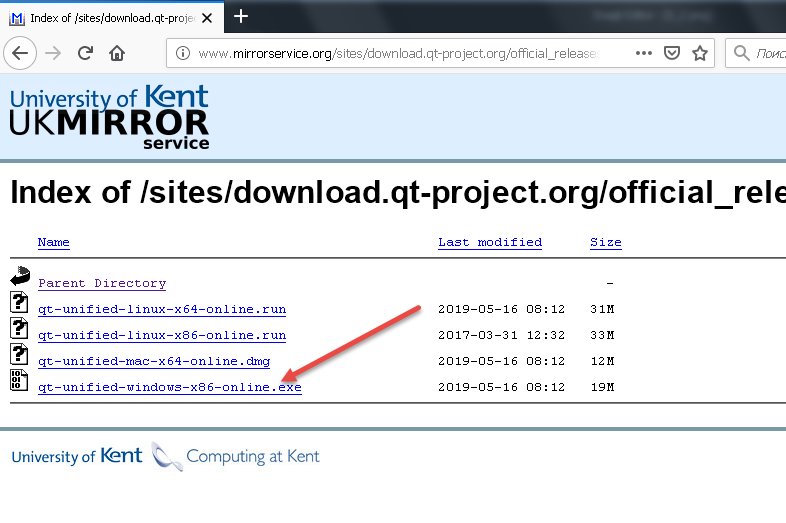 Index of /sites/download.qt-proje
www.mirrorservice.org/sites/download.qt-project.org/official_release
Поис
University of Kent
UKMIRROR
service
Index of /sites/download.qt-project.org/official_rele
Name Last modified Size
Parent Directory -
qt-unified-linux-x64-online.run 2019-05-16 08:12 31M
qt-unified-linux-x86-online.run 2017-03-31 12:32 33M
qt-unified-mac-x64-online.dmg 2019-05-16 08:12 12M
qt-unified-windows-x86-online.exe 2019-05-16 08:12 19M
University of Kent Computing at Kent